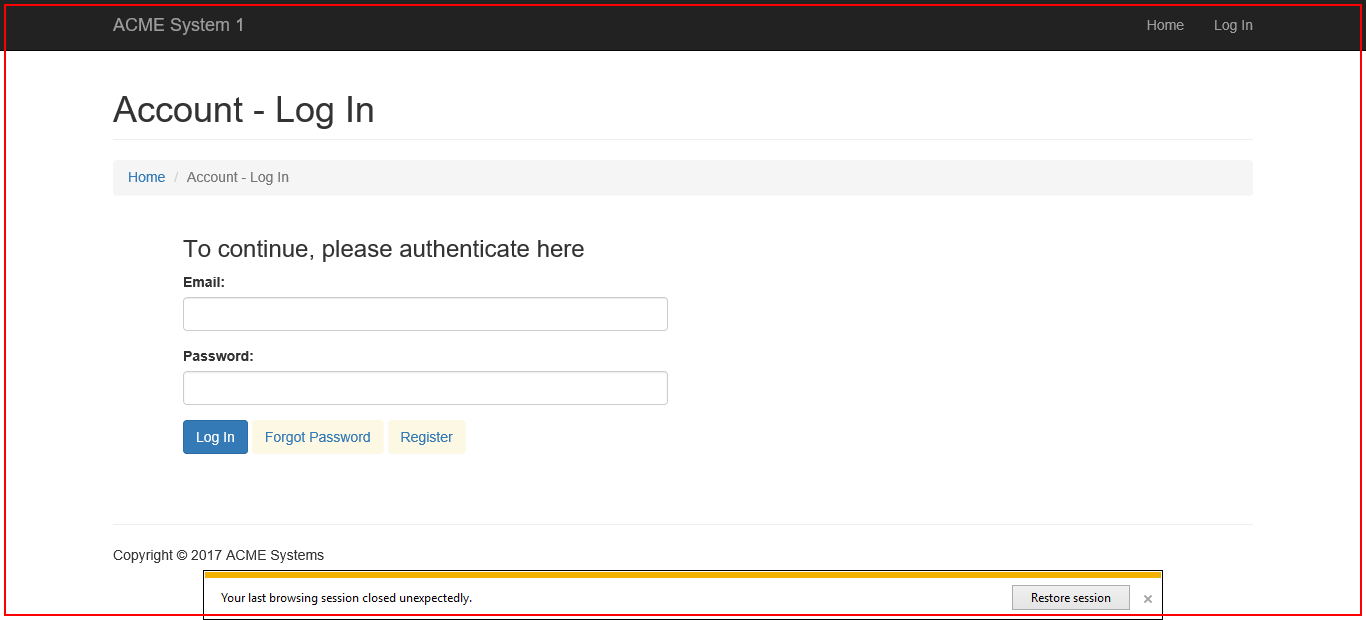 ACME System 1 Home Log In
Account - Log In
Home / Account - Log In
To continue, please authenticate here
Email:
Password:
Log In Forgot Password Register
Copyright © 2017 ACME Systems
Your last browsing session closed unexpectedly. Restore session ×